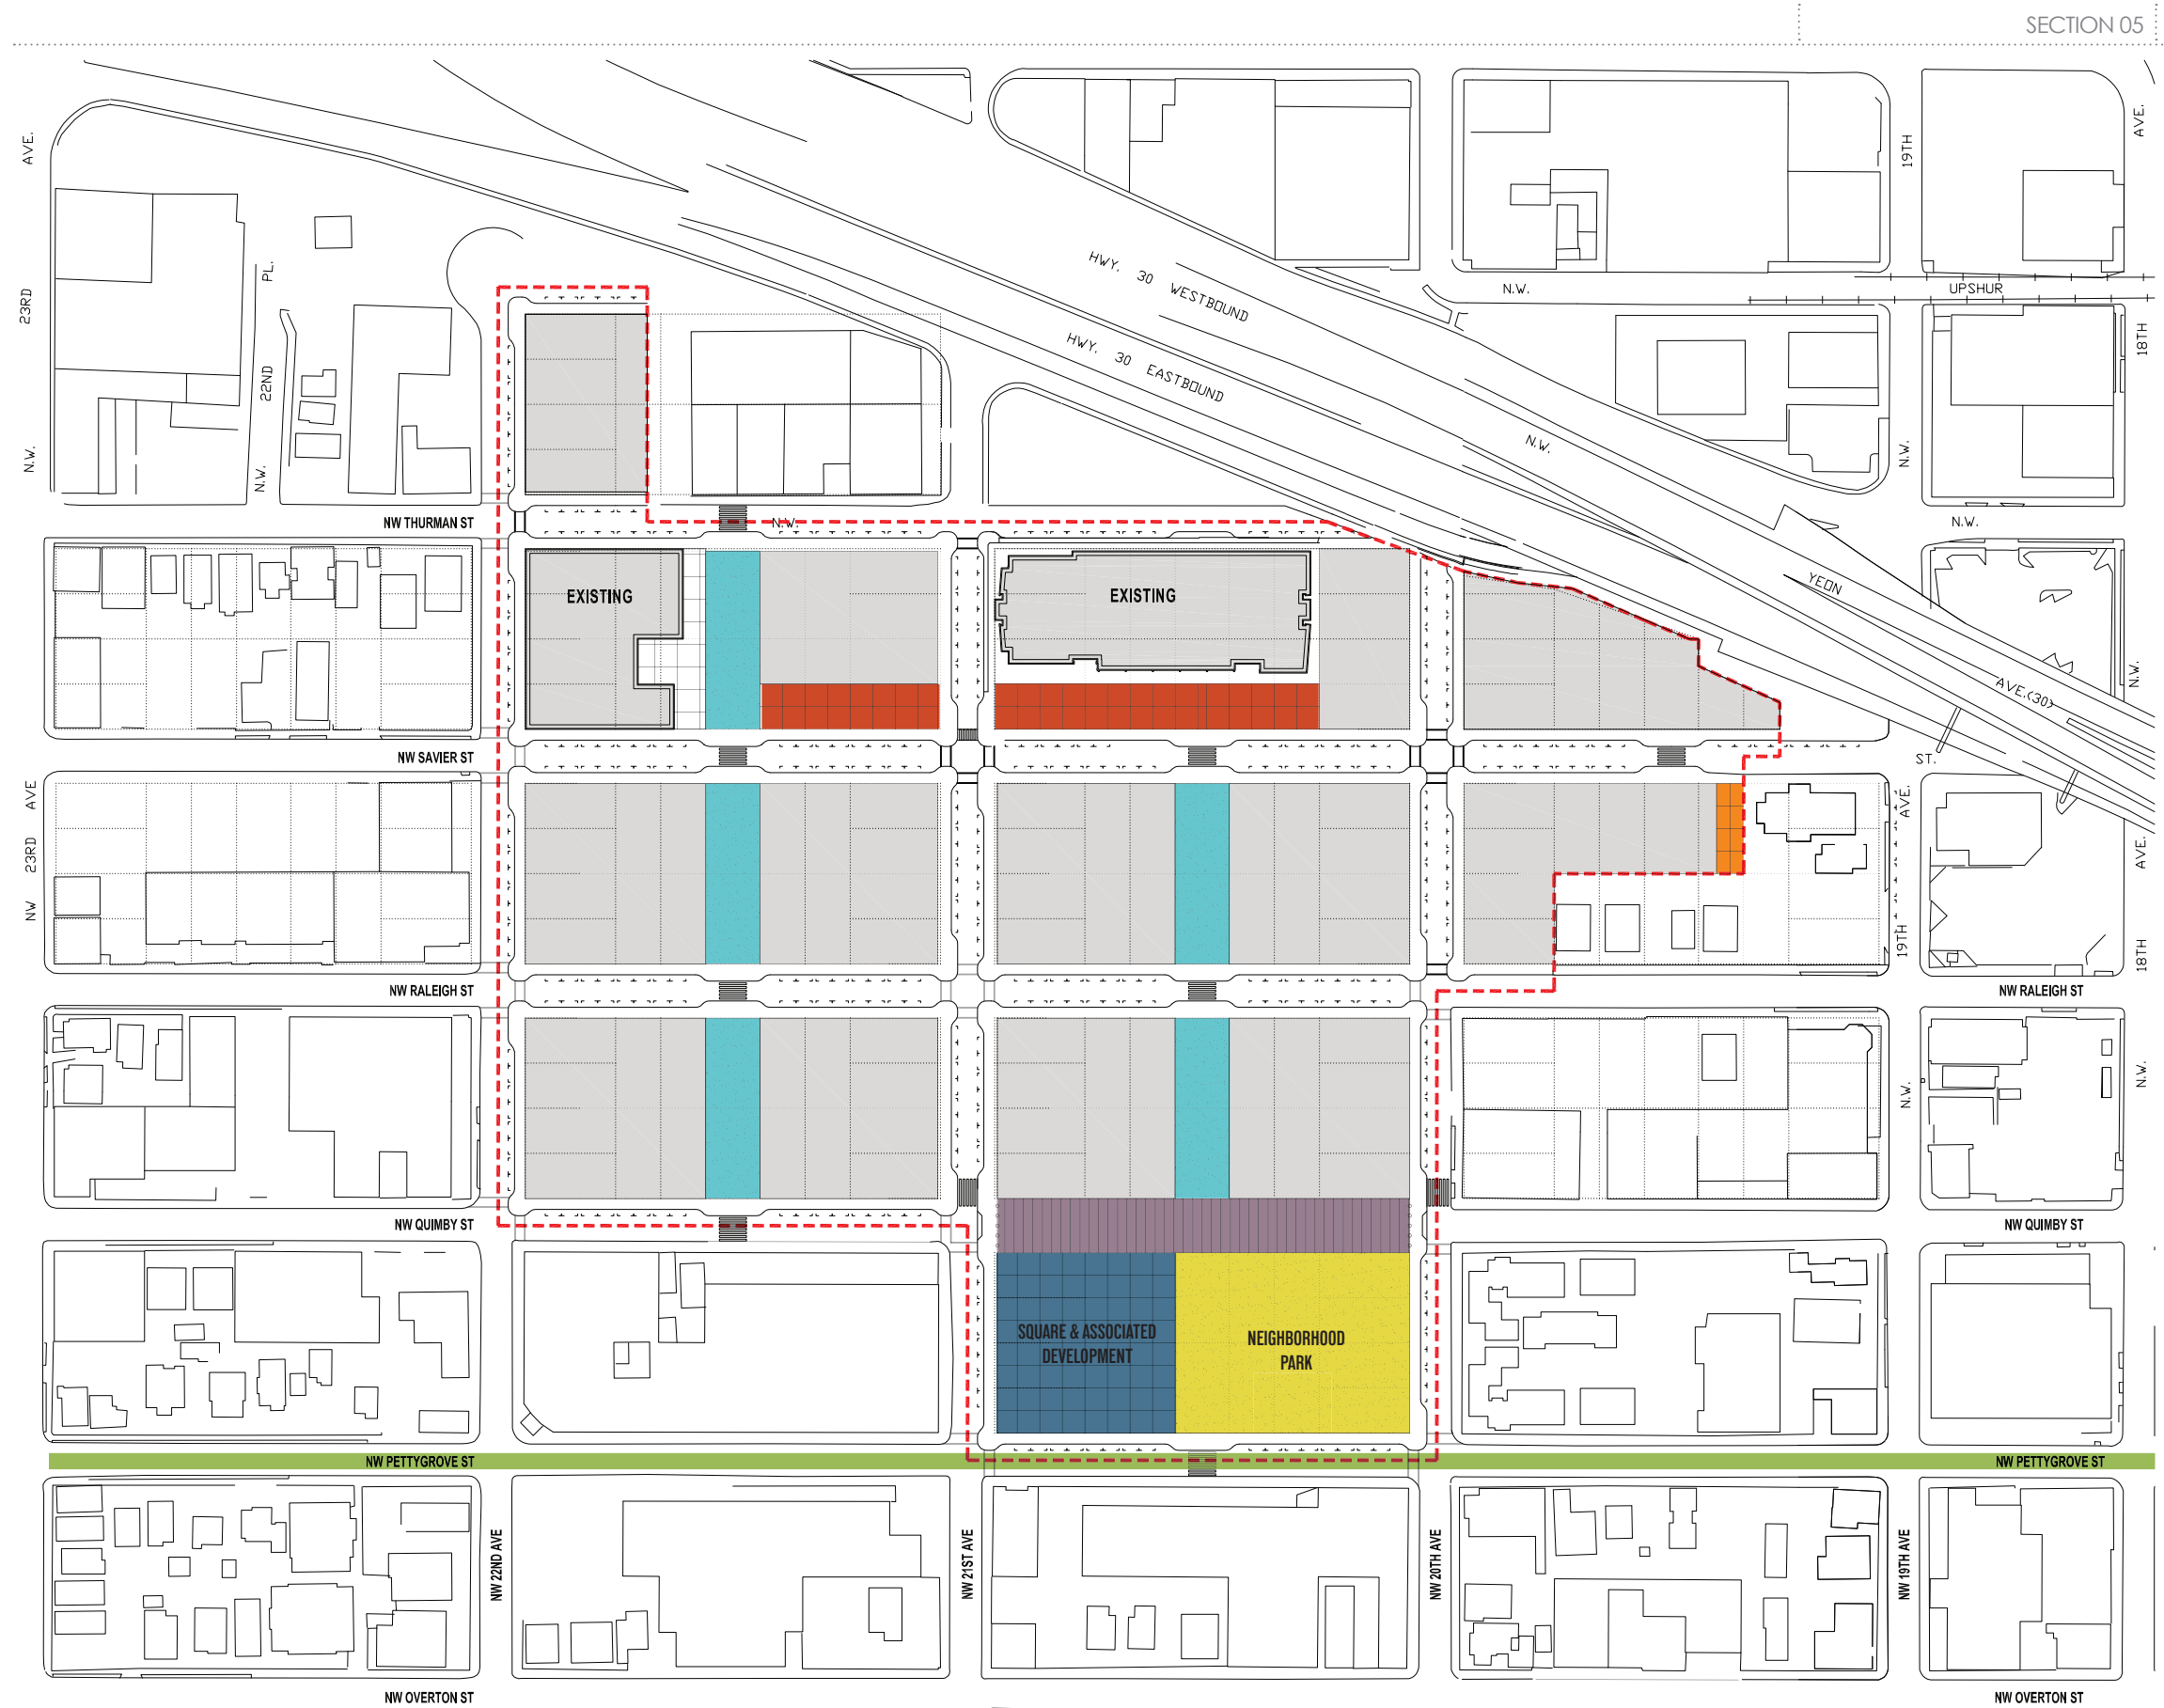 SECTION 05
AVE.
23RD
N.W.
PL.
22ND
N.W.
HWY. 30 WESTBOUND
HWY. 30 EASTBOUND
N.W.
19TH
AVE.
N.W.
UPSHUR
18TH
N.W.
N.W.
NW THURMAN ST
N.W.
N.W.
YEON
AVE.(30)
N.W.
EXISTING
EXISTING
NW SAVIER ST
ST.
AVE
23RD
NW
AVE.
19TH
AVE.
18TH
NW RALEIGH ST
NW RALEIGH ST
N.W.
N.W.
NW QUIMBY ST
NW QUIMBY ST
SQUARE & ASSOCIATED
DEVELOPMENT
NEIGHBORHOOD
PARK
NW PETTYGROVE ST
NW PETTYGROVE ST
NW 22ND AVE
NW 21ST AVE
NW 20TH AVE
NW 19TH AVE
NW OVERTON ST
NW OVERTON ST